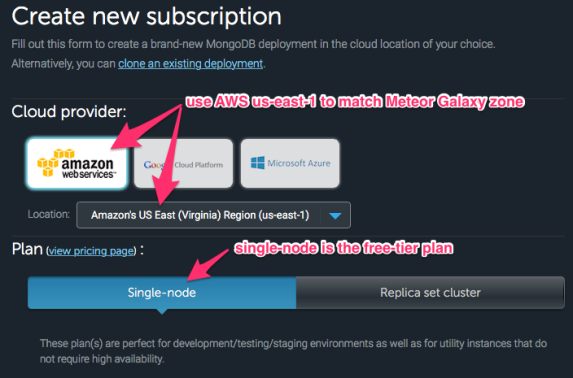 Create new subscription
Fill out this form to create a brand-new MongoDB deployment in the cloud location of your choice.
Alternatively, you can clone an existing deployment.
use AWS us-east-1 to match Meteor Galaxy zone
Cloud provider:
amazon
webservices™
Google Cloud Platform
Microsoft Azure
Location: Amazon's US East (Virginia) Region (us-east-1)
single-node is the free-tier plan
Plan (view pricing page) :
Single-node Replica set cluster
These plan(s) are perfect for development/testing/staging environments as well as for utility instances that do
not require high availability.